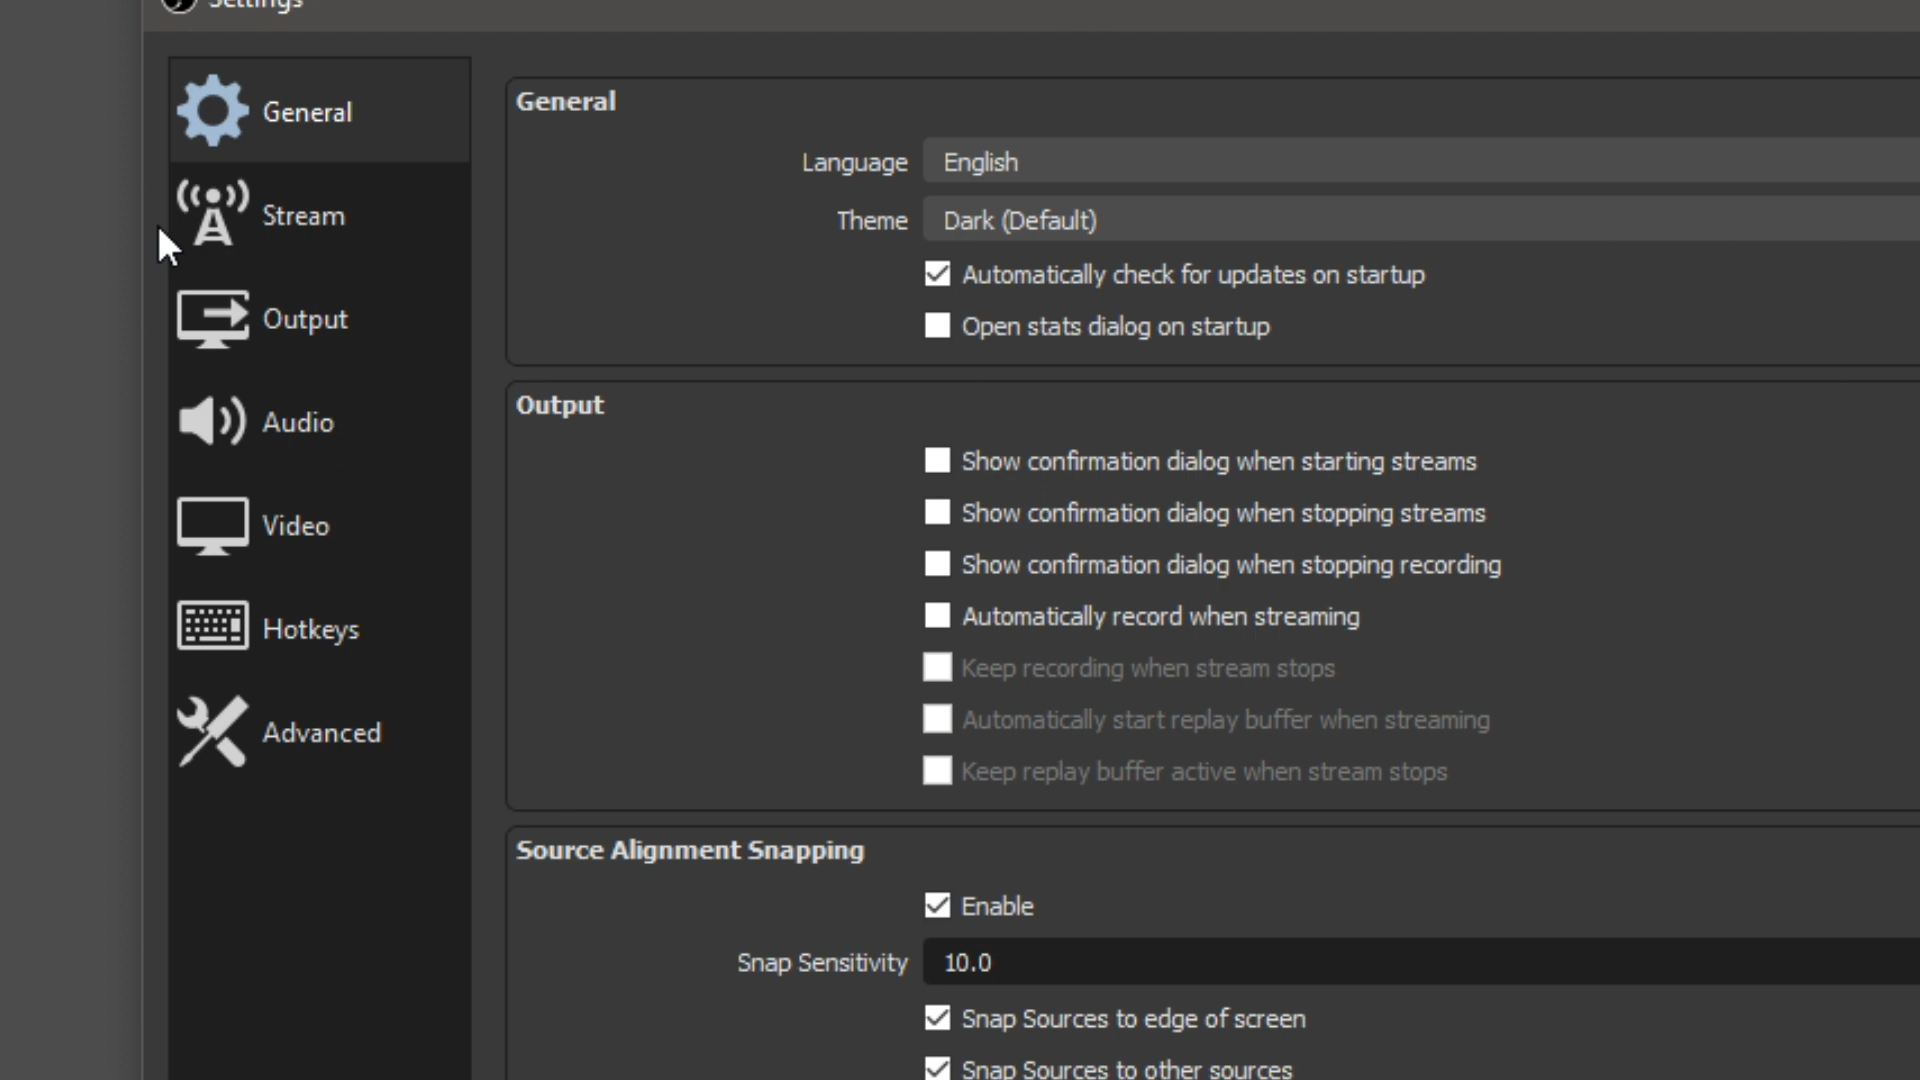 Settings
General
Stream
Output
Audio
Video
Hotkeys
Advanced
General
Language English
Theme Dark (Default)
Automatically check for updates on startup
Open stats dialog on startup
Output
Show confirmation dialog when starting streams
Show confirmation dialog when stopping streams
Show confirmation dialog when stopping recording
Automatically record when streaming
Keep recording when stream stops
Automatically start replay buffer when streaming
Keep replay buffer active when stream stops
Source Alignment Snapping
Enable
Snap Sensitivity 10.0
Snap Sources to edge of screen
Snap Sources to other sources